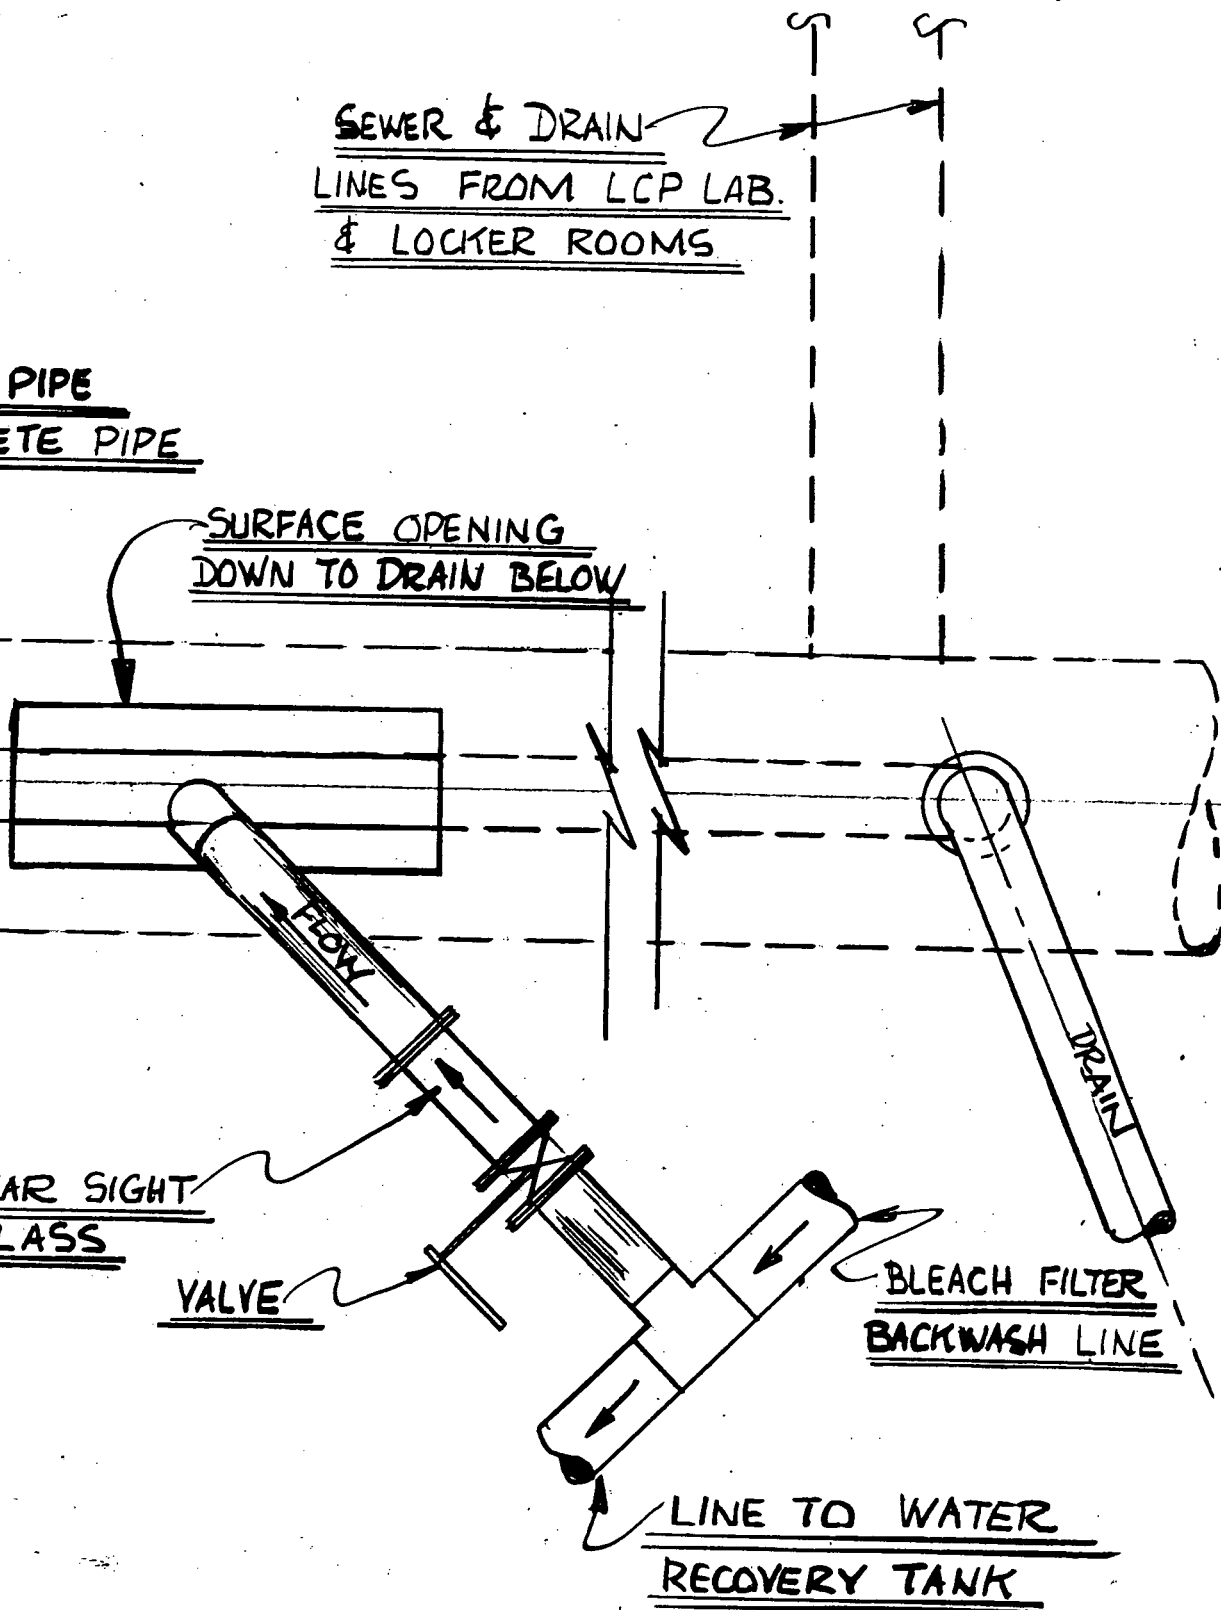 SEWER & DRAIN
LINES FROM LCP LAB.
& LOCKER ROOMS
PIPE
ETE PIPE
SURFACE OPENING
DOWN TO DRAIN BELOW
FLOW
DRAIN
AR SIGHT
LASS
VALVE
BLEACH FILTER
BACKWASH LINE
LINE TO WATER
RECOVERY TANK